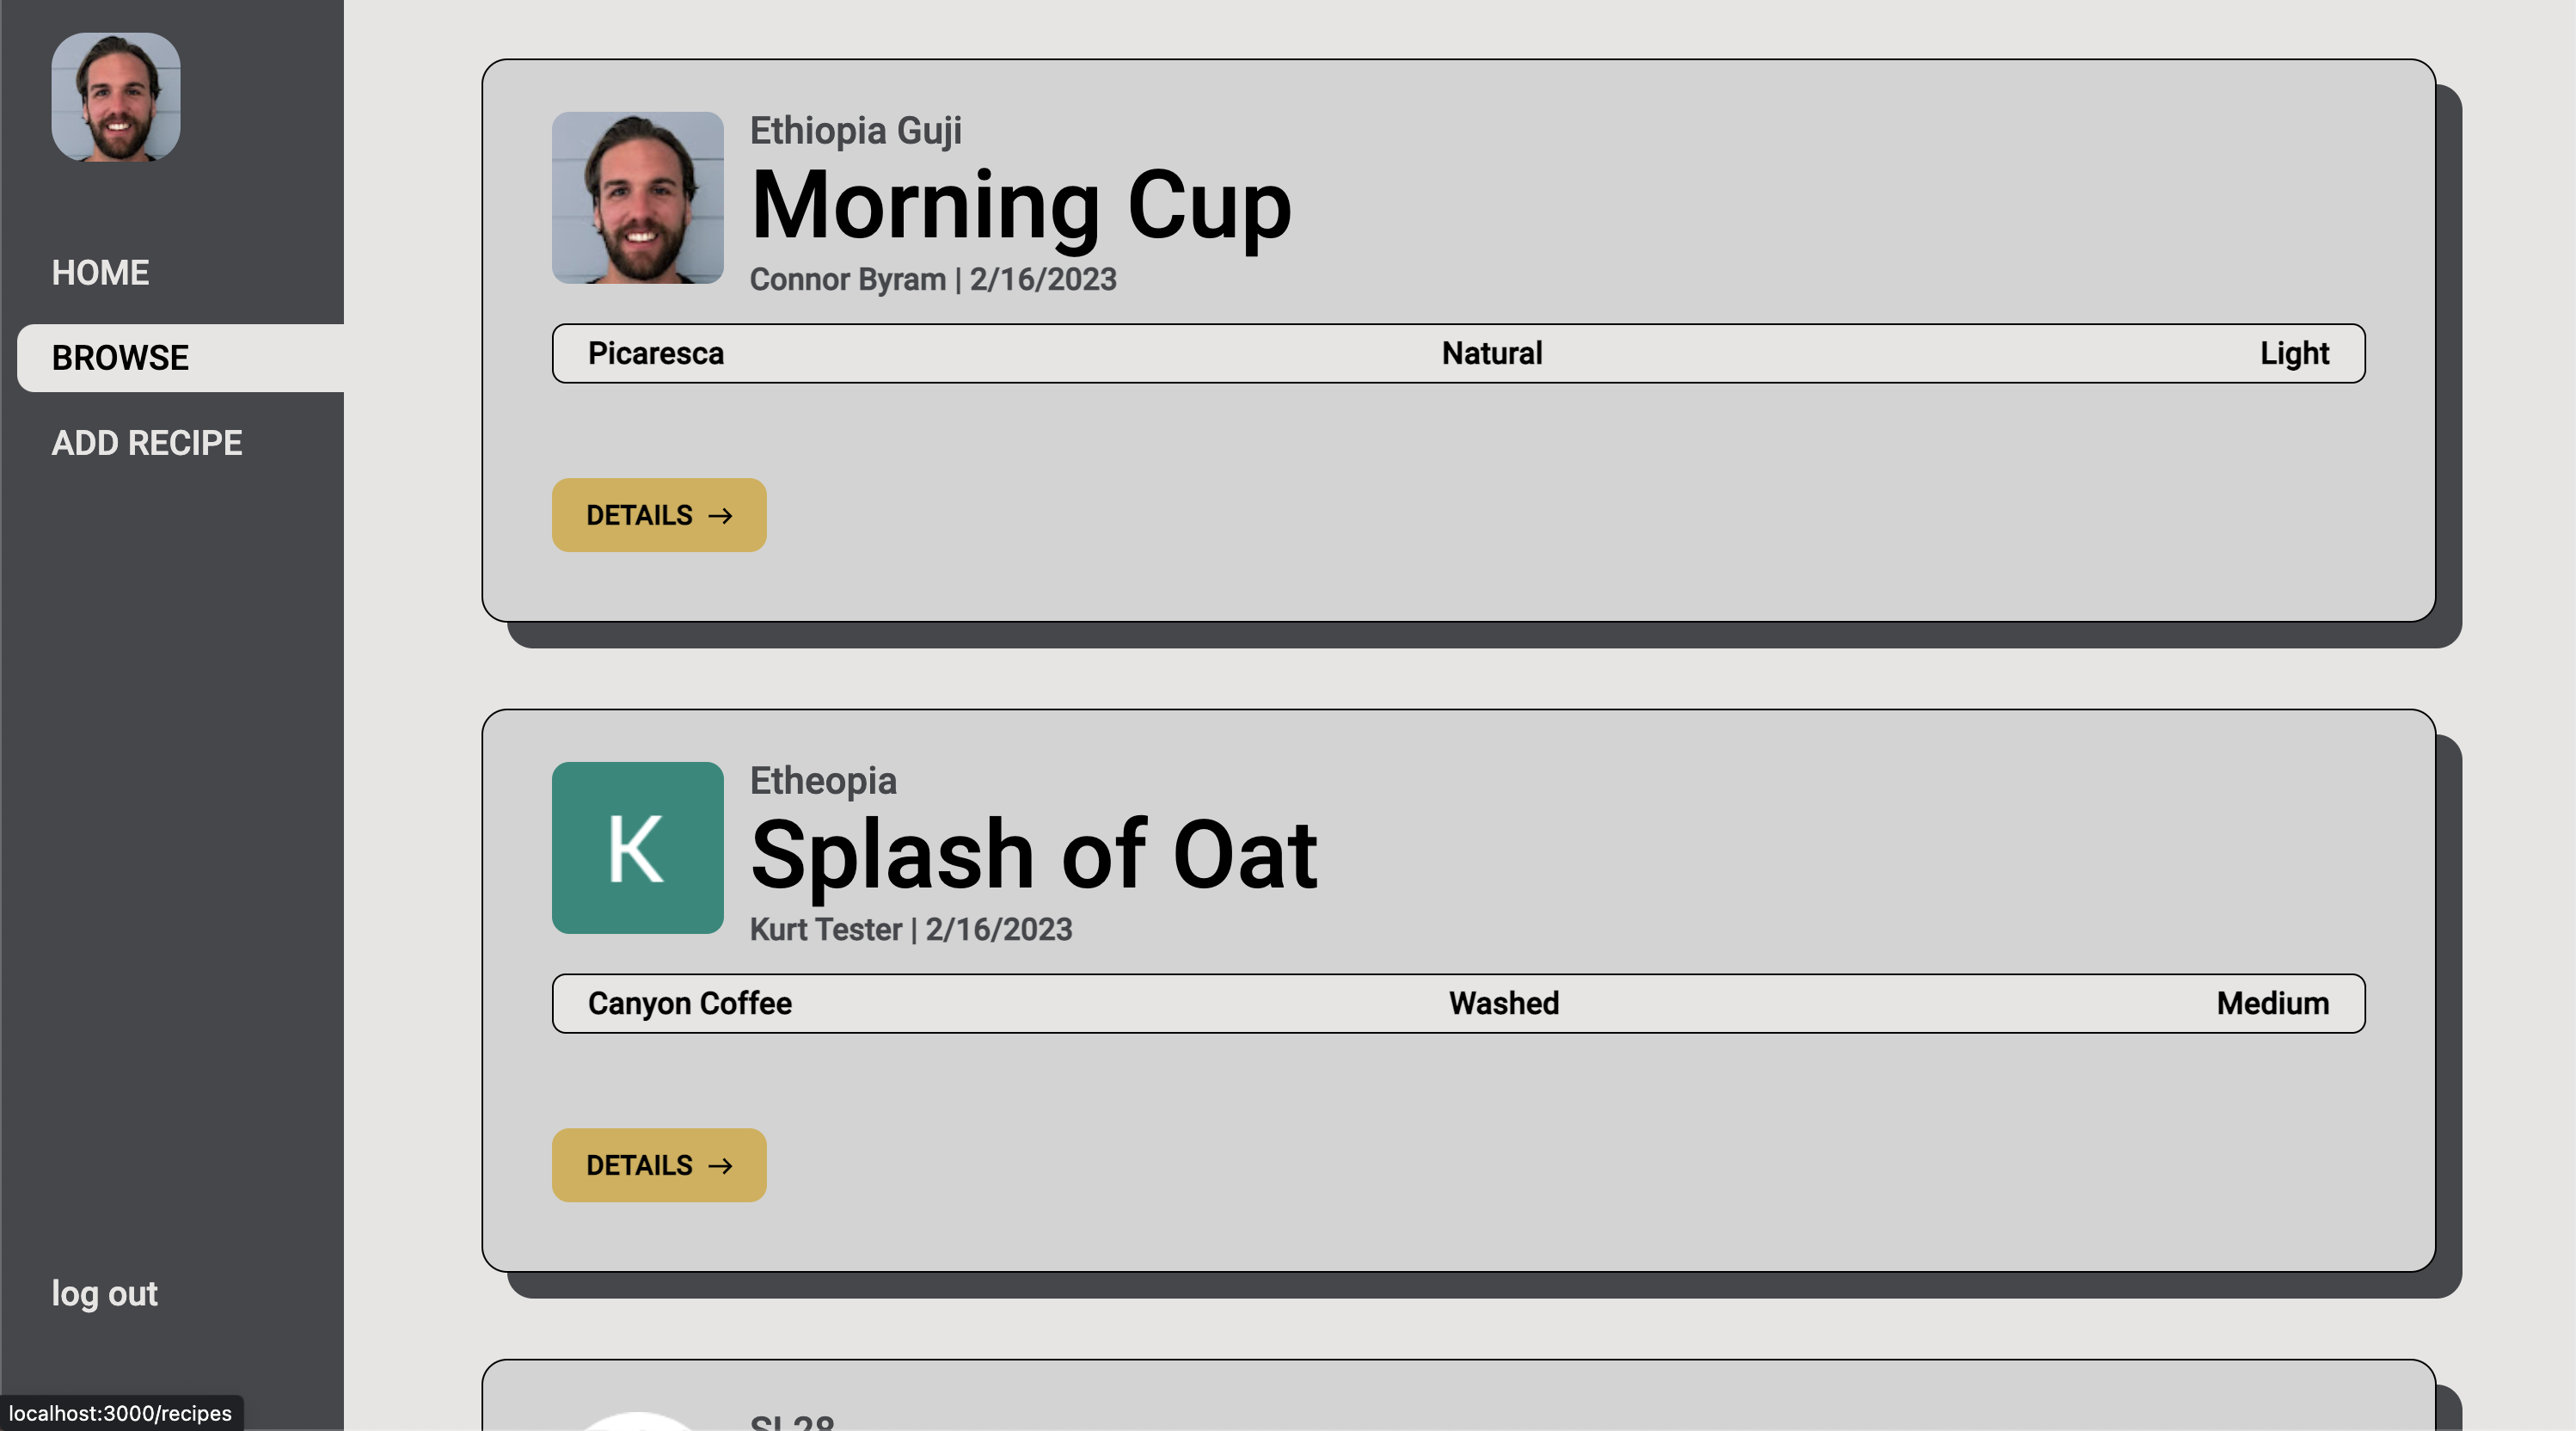 HOME
BROWSE
ADD RECIPE
log out
localhost:3000/recipes
Ethiopia Guji
Morning Cup
Connor Byram | 2/16/2023
Picaresca Natural Light
DETAILS →
K
Etheopia
Splash of Oat
Kurt Tester | 2/16/2023
Canyon Coffee Washed Medium
DETAILS →